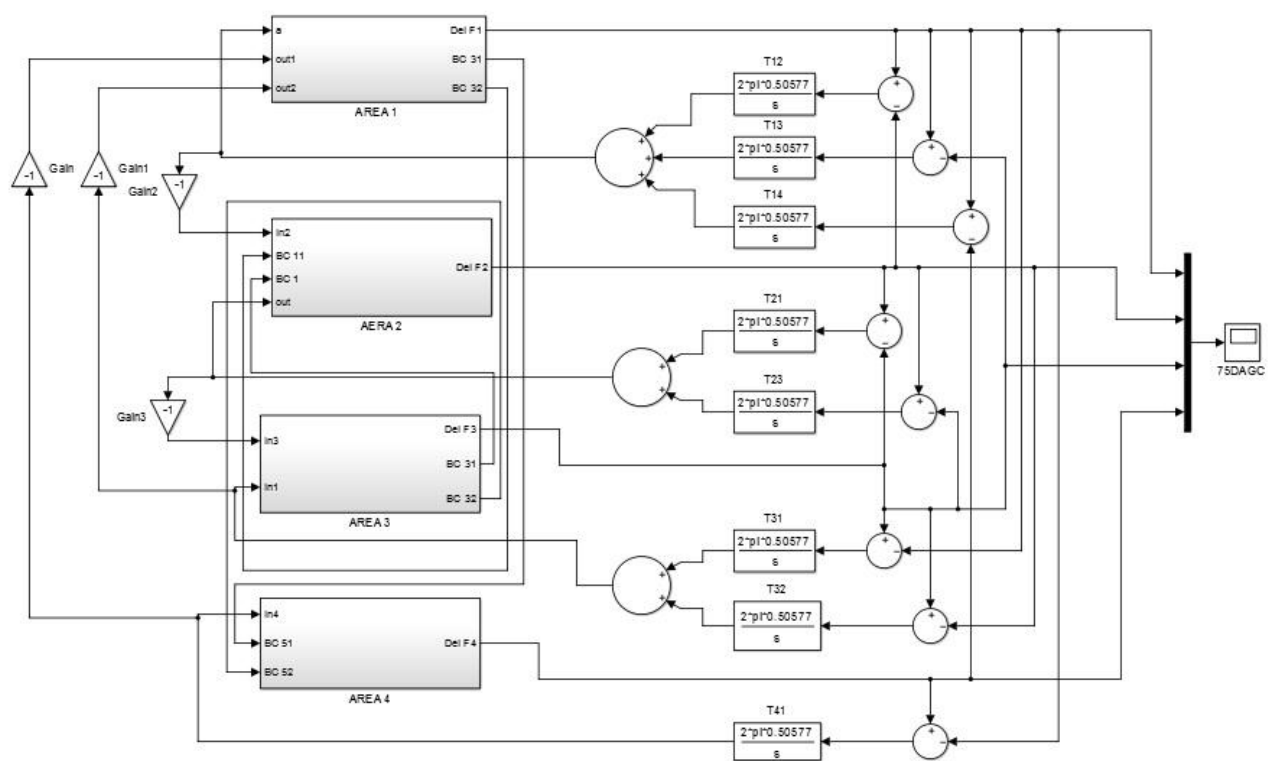 a
out1
out2
Del F1
BC 31
BC 32
AREA 1
T12
2*pi*0.50577
s
T13
2*pi*0.50577
s
T14
2*pi*0.50577
s
+
−
+
−
+
−
+
+
+
-1
Gain
-1
Gain1
-1
Gain2
In2
BC 11
BC 1
out
Del F2
AERA 2
T21
2*pi*0.50577
s
T23
2*pi*0.50577
s
+
−
+
−
+
+
75DAGC
-1
Gain3
In3
In1
Del F3
BC 31
BC 32
AREA 3
T31
2*pi*0.50577
s
T32
2*pi*0.50577
s
+
−
+
−
+
+
In4
BC 51
BC 52
Del F4
AREA 4
T41
2*pi*0.50577
s
+
−